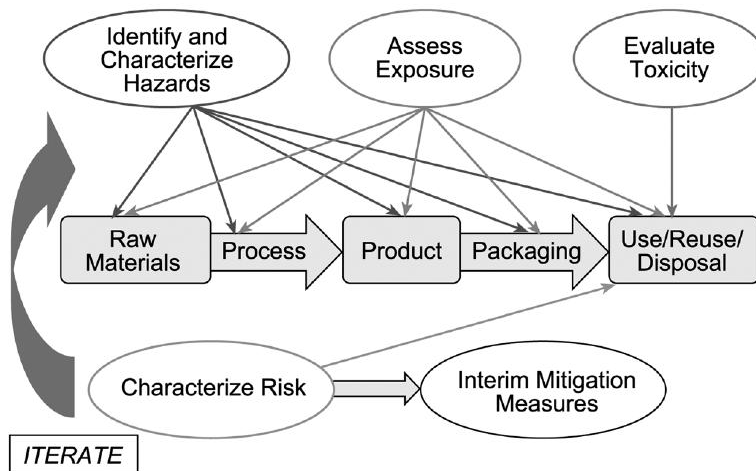 Identify and
Characterize
Hazards
Assess
Exposure
Evaluate
Toxicity
Raw
Materials
Process
Product
Packaging
Use/Reuse/
Disposal
Characterize Risk
Interim Mitigation
Measures
ITERATE